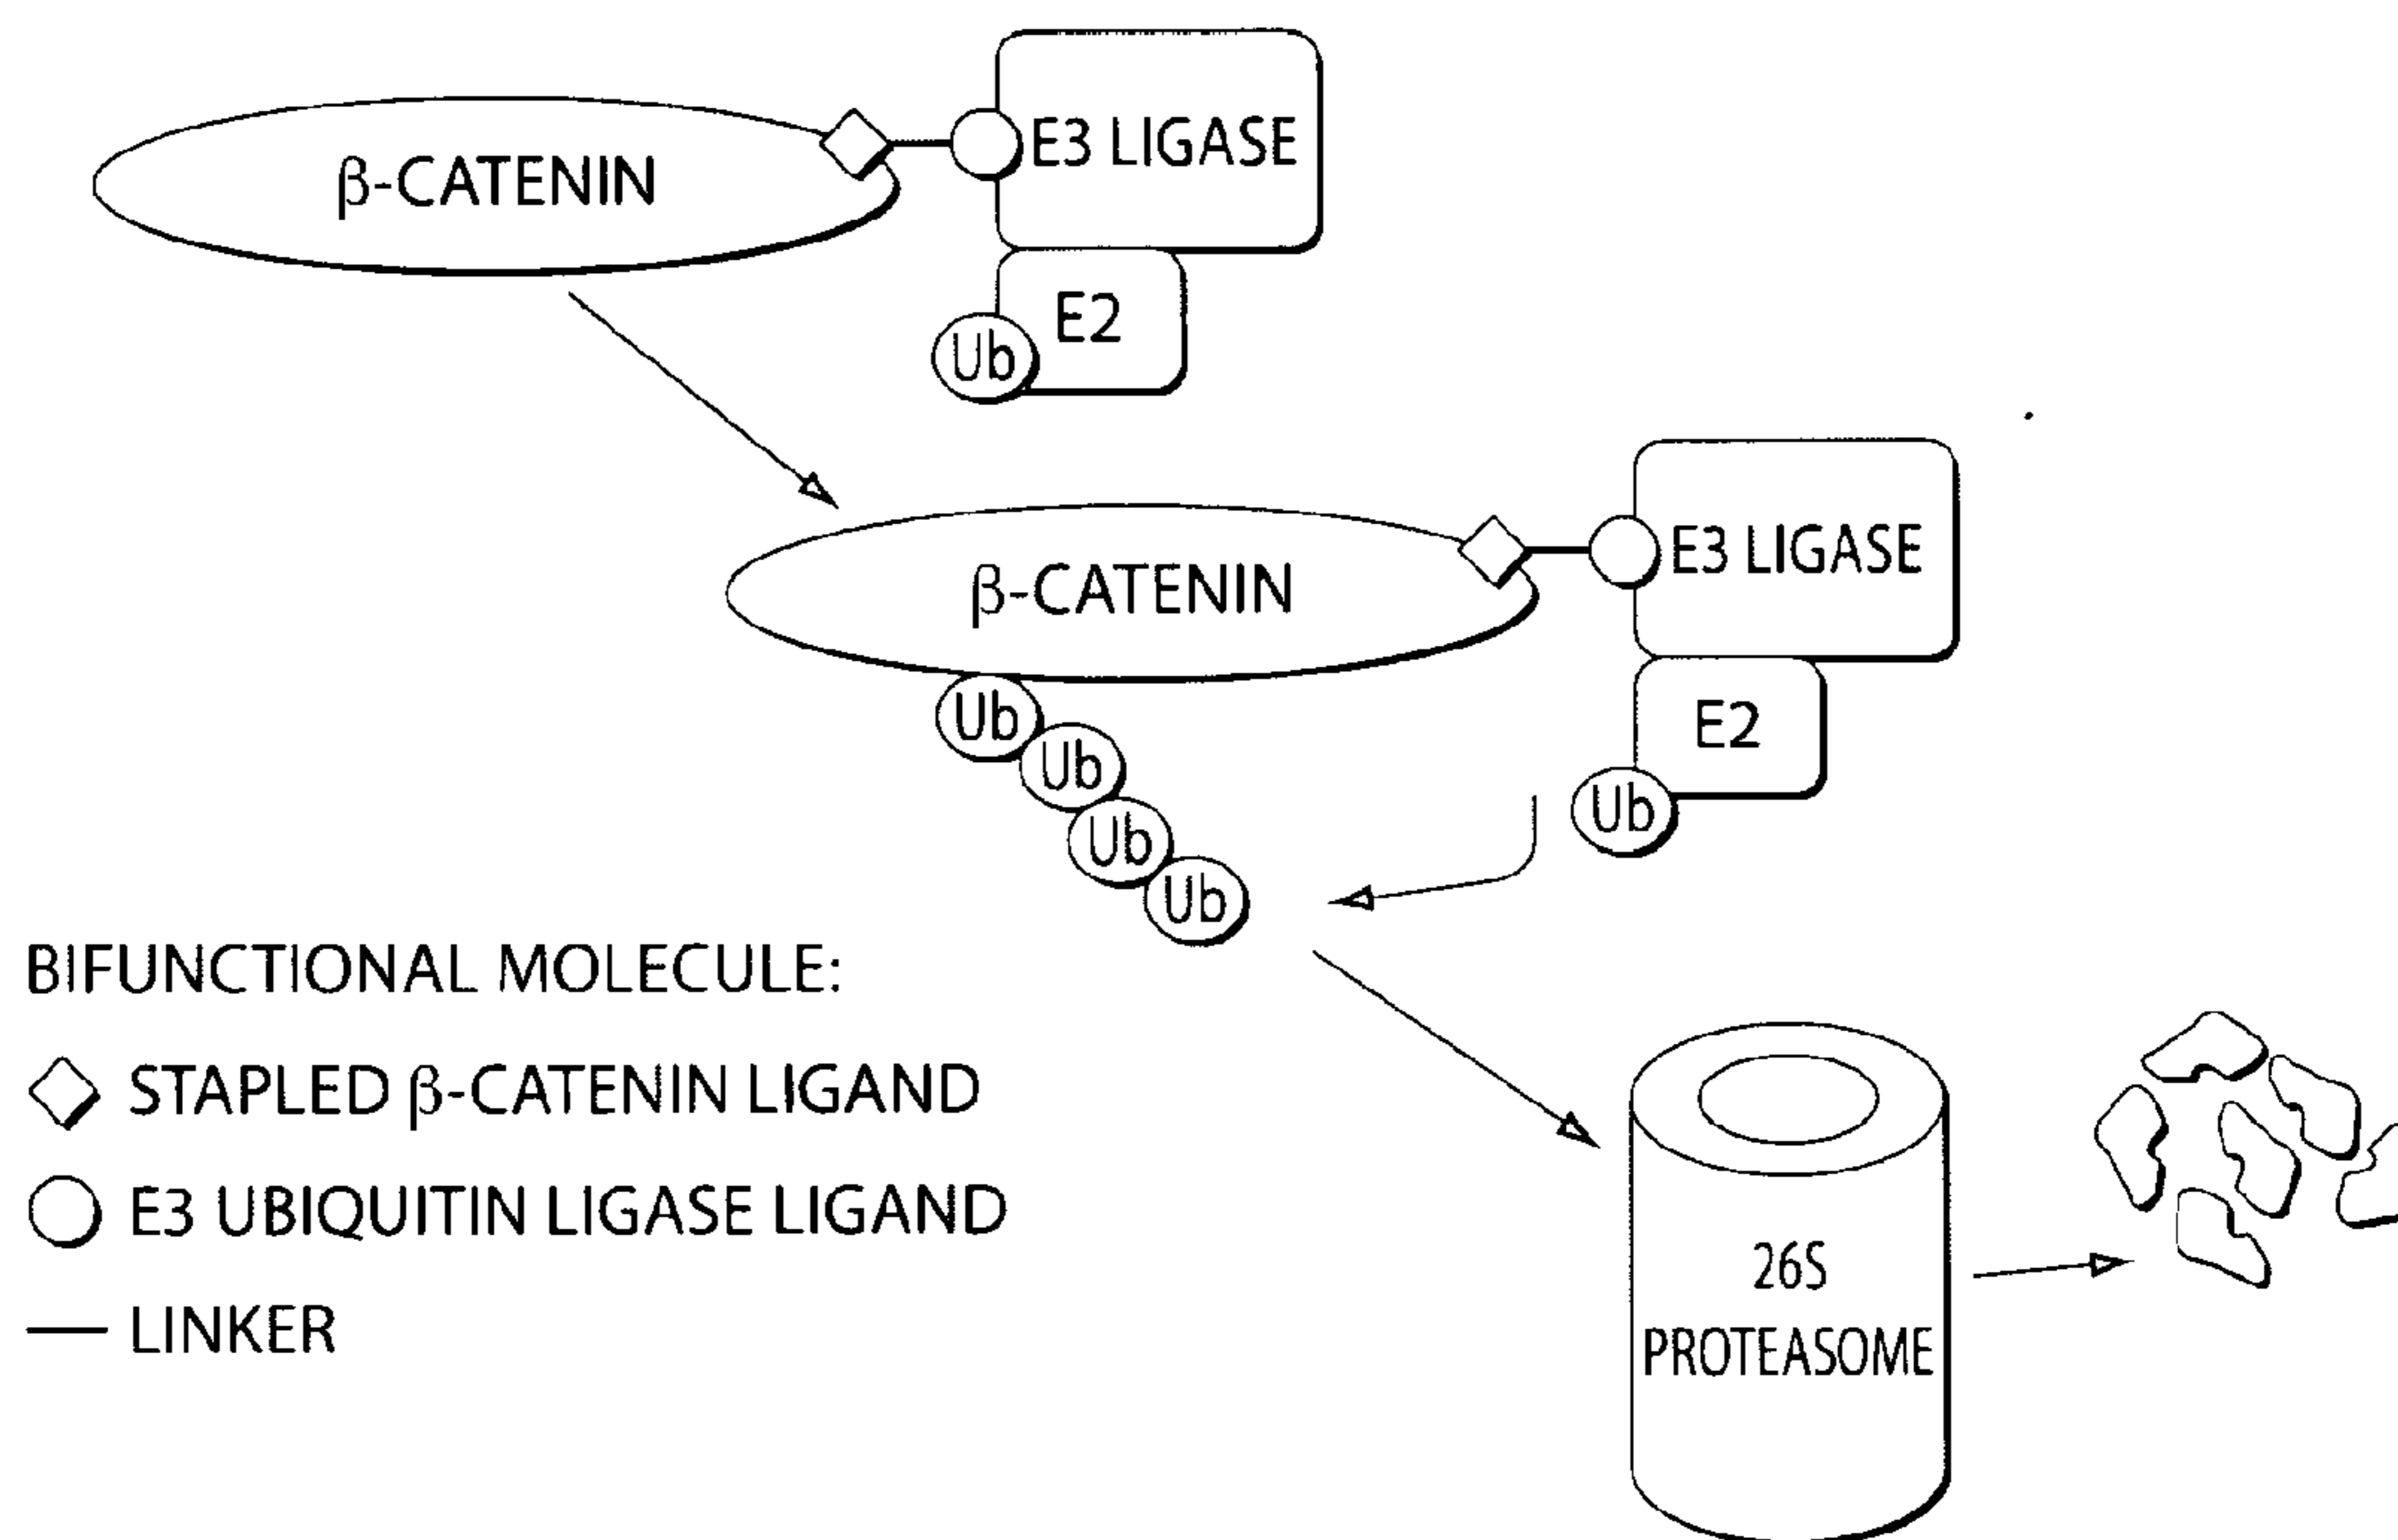 β-CATENIN
E3 LIGASE
E2
Ub
β-CATENIN
E3 LIGASE
E2
Ub
Ub
Ub
Ub
Ub
BIFUNCTIONAL MOLECULE:
STAPLED β-CATENIN LIGAND
E3 UBIQUITIN LIGASE LIGAND
LINKER
26S
PROTEASOME